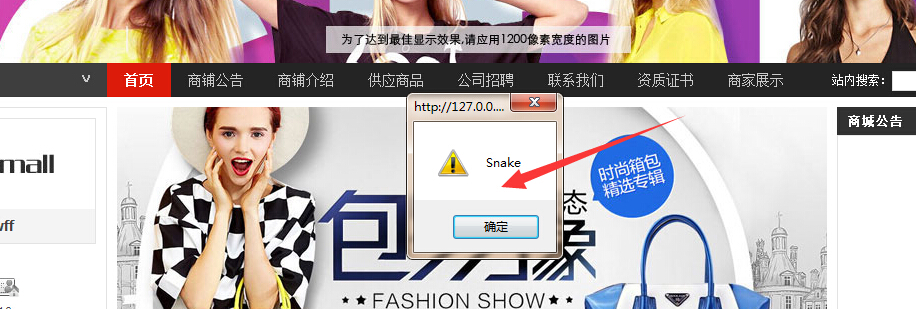 为了达到最佳显示效果,请应用1200像素宽度的图片
首页 商铺公告 商铺介绍 供应商品 公司招聘 联系我们 资质证书 商家展示 站内搜索:
http://127.0.0....
商城公告
mall
Snake
时尚箱包
精选专辑
vff
确定
态
包 万象
★★★FASHION SHOW★★